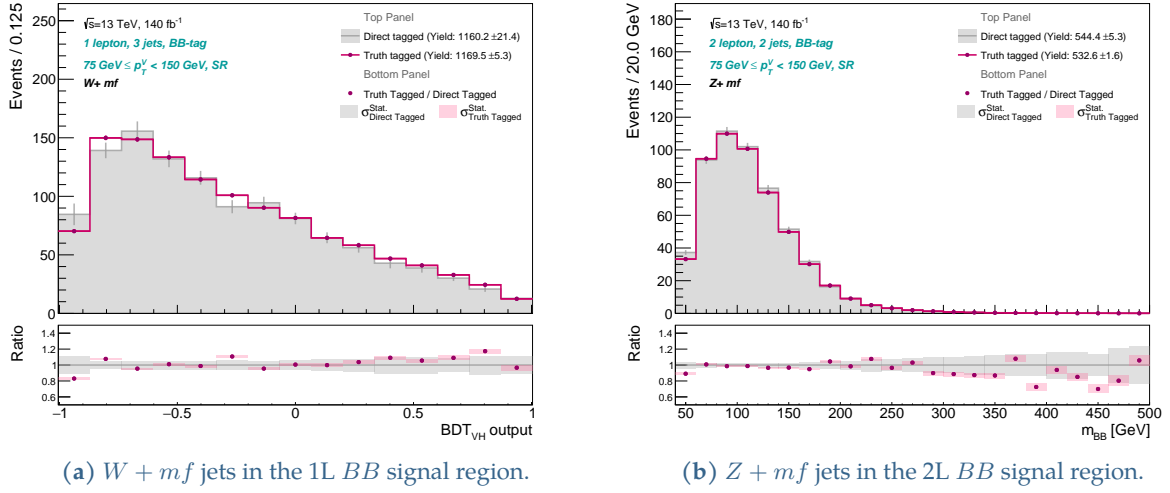 Events / 0.125
260
250
200
150
100
50
0
√s=13 TeV, 140 fb⁻¹
1 lepton, 3 jets, BB-tag
75 GeV ≤ p_T^V < 150 GeV, SR
W+ mf
Top Panel
Direct tagged (Yield: 1160.2 ±21.4)
Truth tagged (Yield: 1169.5 ±5.3)
Bottom Panel
Truth Tagged / Direct Tagged
σ^Stat._Direct Tagged σ^Stat._Truth Tagged
Ratio
1.4
1.2
1
0.8
0.6
−1 −0.5 0 0.5 1
BDT_VH output
(a) W + mf jets in the 1L BB signal region.
Events / 20.0 GeV
180
160
140
120
100
80
60
40
20
0
√s=13 TeV, 140 fb⁻¹
2 lepton, 2 jets, BB-tag
75 GeV ≤ p_T^V < 150 GeV, SR
Z+ mf
Top Panel
Direct tagged (Yield: 544.4 ±5.3)
Truth tagged (Yield: 532.6 ±1.6)
Bottom Panel
Truth Tagged / Direct Tagged
σ^Stat._Direct Tagged σ^Stat._Truth Tagged
Ratio
1.4
1.2
1
0.8
0.6
50 100 150 200 250 300 350 400 450 500
m_BB [GeV]
(b) Z + mf jets in the 2L BB signal region.